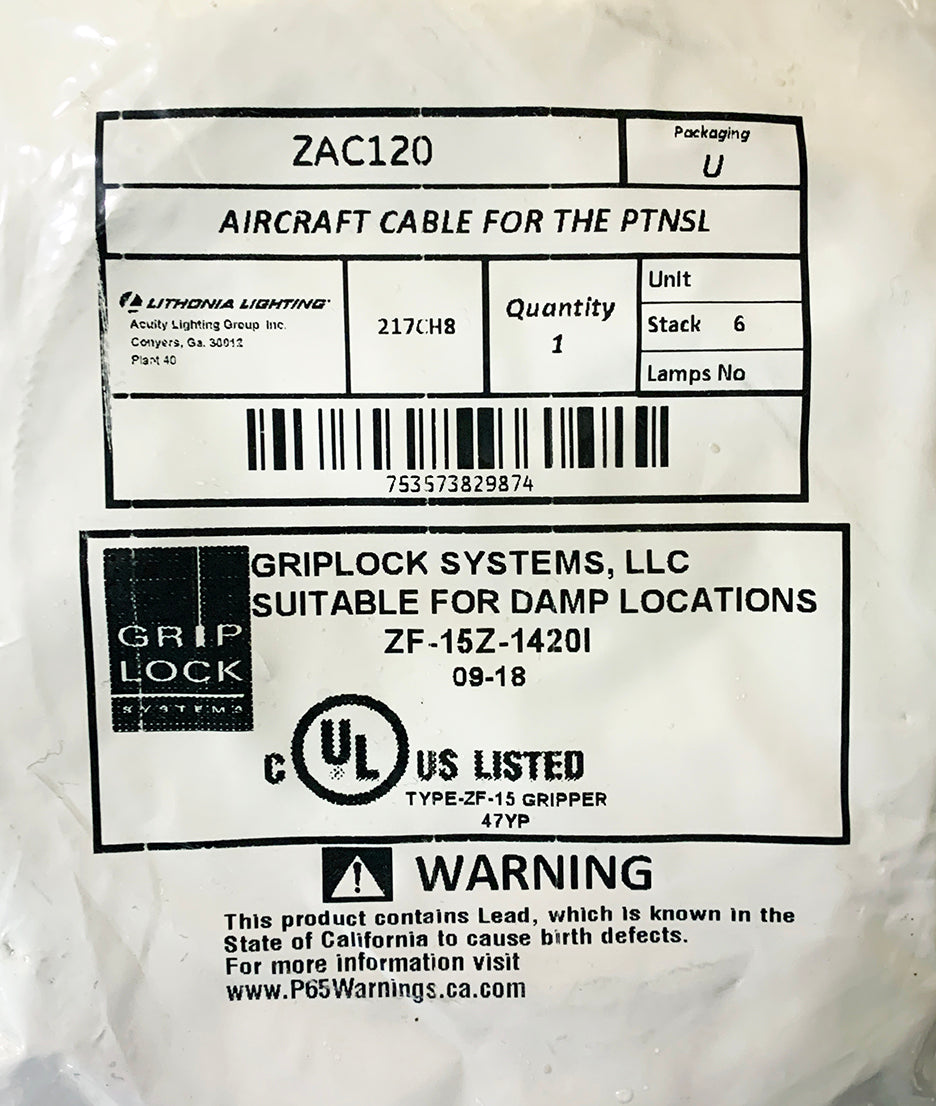 ZAC120
Packaging
U
AIRCRAFT CABLE FOR THE PTNSL
LITHONIA LIGHTING
Acuity Lighting Group Inc.
Conyers, Ga. 30012
Plant 40
217CH8
Quantity
1
Unit
Stack 6
Lamps No
753573829874
GRIP
LOCK
SYSTEMS
GRIPLOCK SYSTEMS, LLC
SUITABLE FOR DAMP LOCATIONS
ZF-15Z-1420I
09-18
C UL US LISTED
TYPE-ZF-15 GRIPPER
47YP
WARNING
This product contains Lead, which is known in the
State of California to cause birth defects.
For more information visit
www.P65Warnings.ca.com